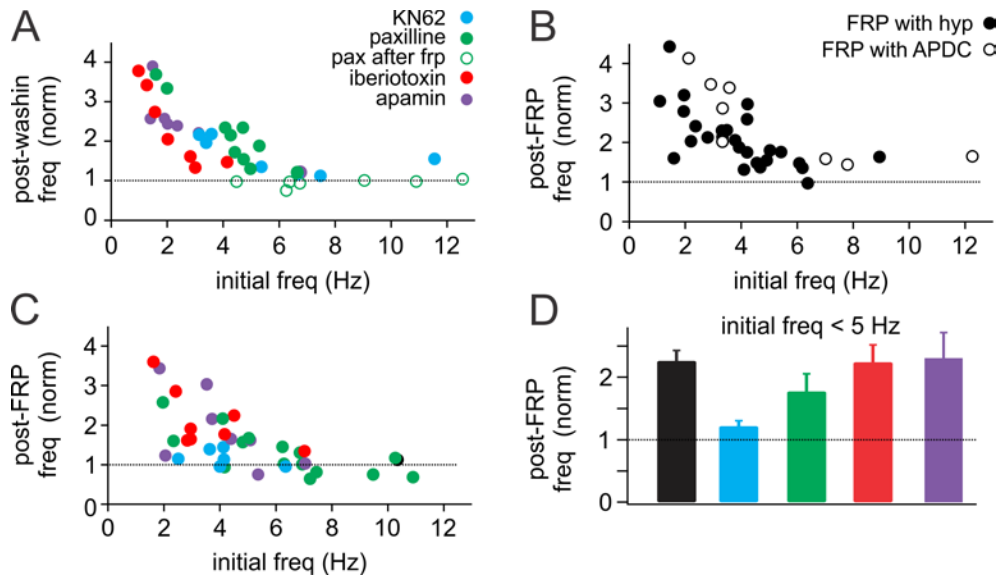 A
KN62
paxilline
pax after frp
iberiotoxin
apamin
post-washin
freq (norm)
4
3
2
1
0
0 2 4 6 8 10 12
initial freq (Hz)
B
FRP with hyp
FRP with APDC
post-FRP
freq (norm)
4
3
2
1
0
0 2 4 6 8 10 12
initial freq (Hz)
C
post-FRP
freq (norm)
4
3
2
1
0
0 2 4 6 8 10 12
initial freq (Hz)
D
initial freq < 5 Hz
post-FRP
freq (norm)
2
1
0